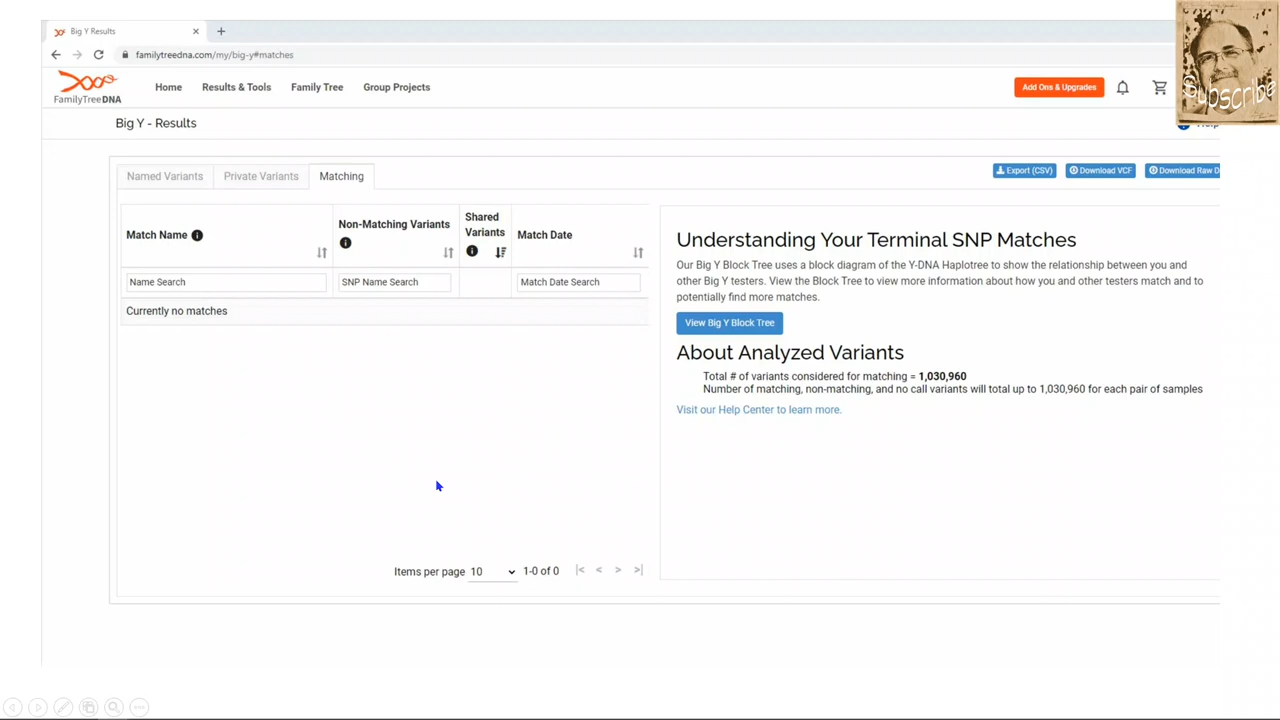 Big Y Results
familytreedna.com/my/big-y#matches
FamilyTreeDNA
Home
Results & Tools
Family Tree
Group Projects
Add Ons & Upgrades
Subscribe
Big Y - Results
Named Variants
Private Variants
Matching
Export (CSV)
Download VCF
Download Raw D
Match Name
Non-Matching Variants
Shared
Variants
Match Date
Name Search
SNP Name Search
Match Date Search
Currently no matches
Items per page 10
1-0 of 0
Understanding Your Terminal SNP Matches
Our Big Y Block Tree uses a block diagram of the Y-DNA Haplotree to show the relationship between you and
other Big Y testers. View the Block Tree to view more information about how you and other testers match and to
potentially find more matches.
View Big Y Block Tree
About Analyzed Variants
Total # of variants considered for matching = 1,030,960
Number of matching, non-matching, and no call variants will total up to 1,030,960 for each pair of samples
Visit our Help Center to learn more.